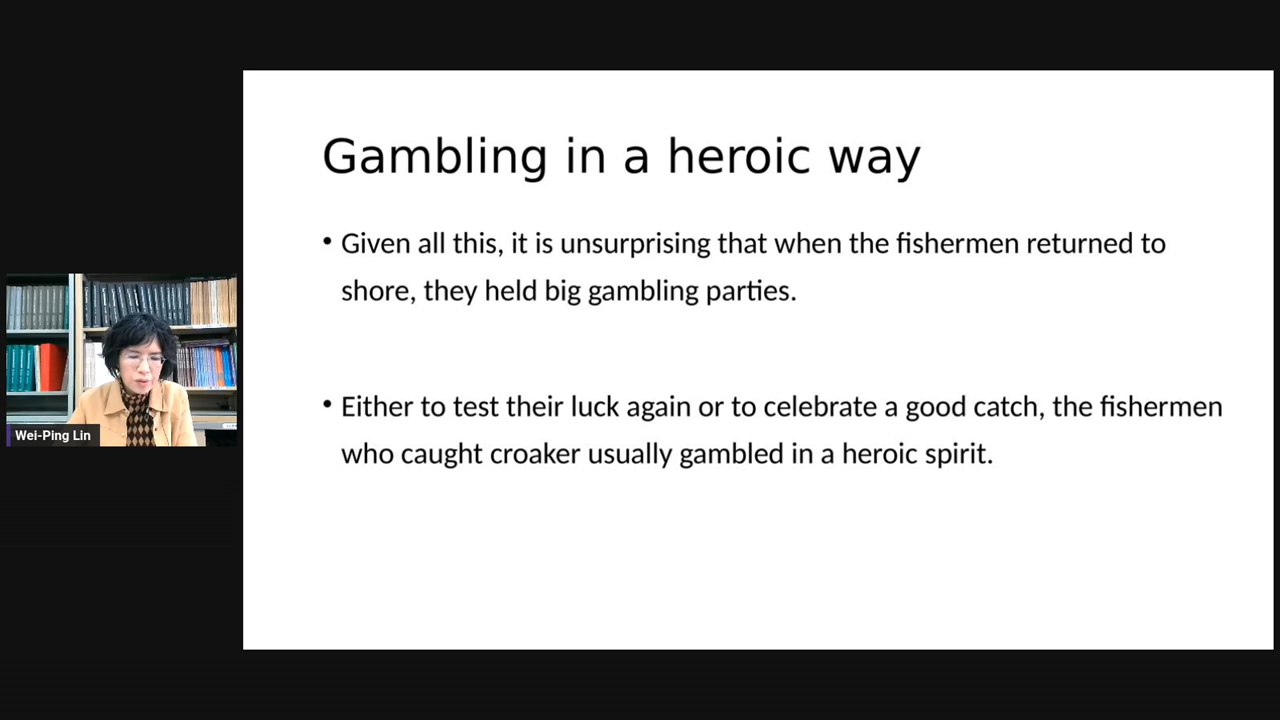 Gambling in a heroic way
• Given all this, it is unsurprising that when the fishermen returned to
shore, they held big gambling parties.
• Either to test their luck again or to celebrate a good catch, the fishermen
who caught croaker usually gambled in a heroic spirit.
Wei-Ping Lin